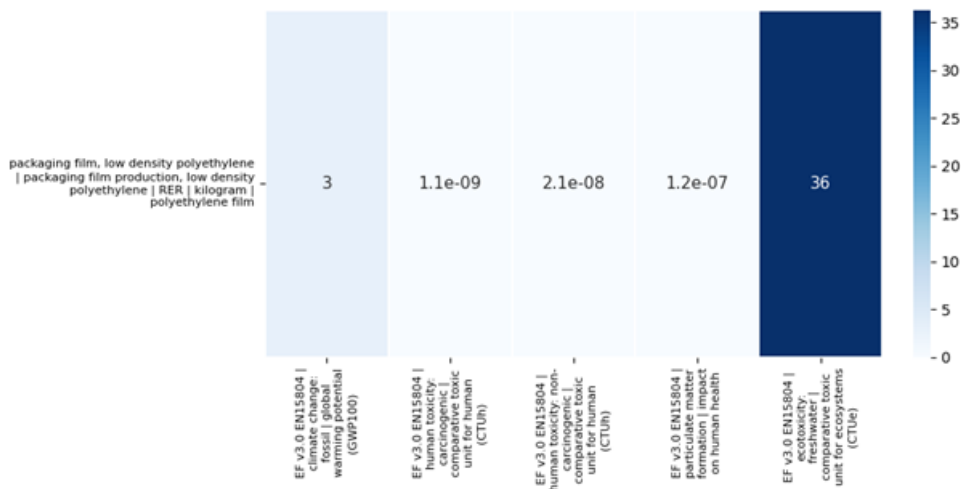 packaging film, low density polyethylene
| packaging film production, low density
polyethylene | RER | kilogram |
polyethylene film
3
1.1e-09
2.1e-08
1.2e-07
36
35
30
25
20
15
10
5
0
EF v3.0 EN15804 |
climate change:
fossil | global
warming potential
(GWP100)
EF v3.0 EN15804 |
human toxicity:
carcinogenic |
comparative toxic
unit for human
(CTUh)
EF v3.0 EN15804 |
human toxicity: non-
carcinogenic |
comparative toxic
unit for human
(CTUh)
EF v3.0 EN15804 |
particulate matter
formation | impact
on human health
EF v3.0 EN15804 |
ecotoxicity:
freshwater |
comparative toxic
unit for ecosystems
(CTUe)